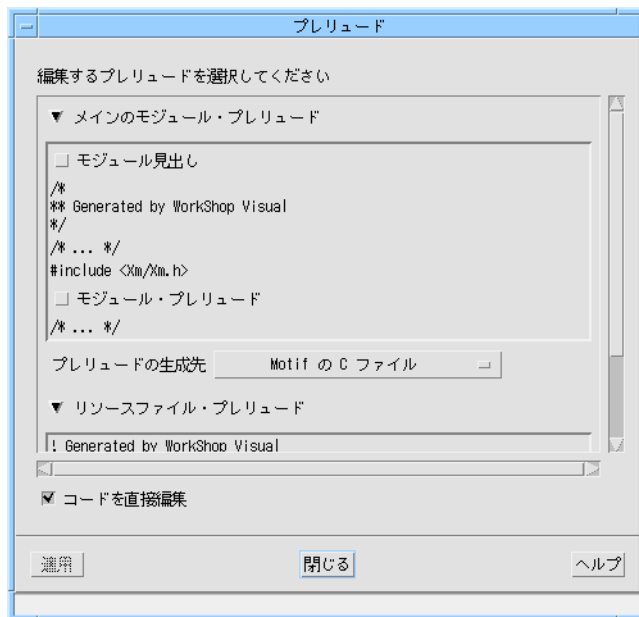 プレリュード
編集するプレリュードを選択してください
▼ メインのモジュール・プレリュード
モジュール見出し
/*
** Generated by WorkShop Visual
*/
/* ... */
#include <Xm/Xm.h>
モジュール・プレリュード
/* ... */
プレリュードの生成先 Motif の C ファイル
▼ リソースファイル・プレリュード
! Generated by WorkShop Visual
コードを直接編集
適用 閉じる ヘルプ